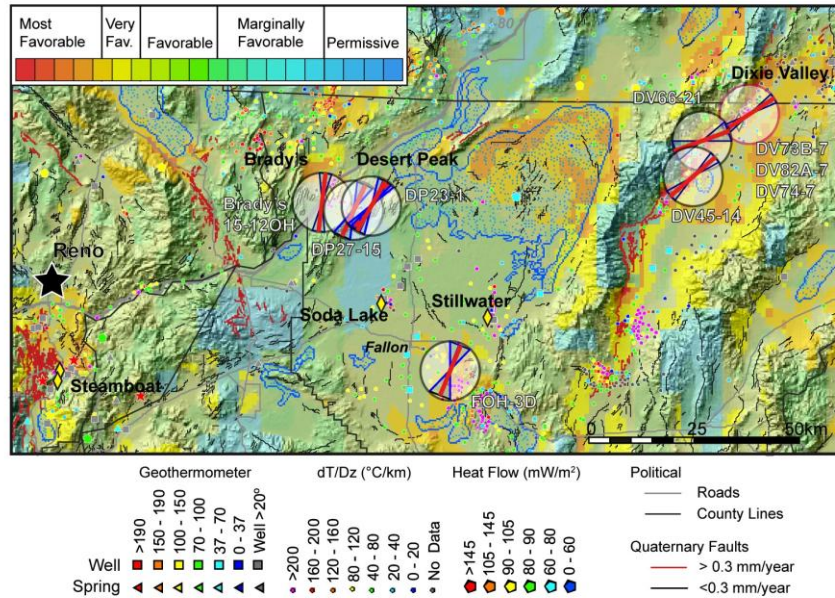 Most Favorable
Very Fav.
Favorable
Marginally Favorable
Permissive
80
Dixie Valley
DV66-21
Brady's
Desert Peak
DV73B-7
DV82A-7
DV74-7
Brady's
15-12OH
DP23-1
DV45-14
DP27-15
Reno
Soda Lake
Stillwater
Fallon
Steamboat
FOH-3D
0 25 50km
Geothermometer
dT/Dz (°C/km)
Heat Flow (mW/m²)
Political
Roads
County Lines
>190
150 - 190
100 - 150
70 - 100
37 - 70
0 - 37
Well >20°
>200
160 - 200
120 - 160
80 - 120
40 - 80
20 - 40
0 - 20
No Data
>145
105 - 145
90 - 105
80 - 90
60 - 80
0 - 60
Well
Spring
Quaternary Faults
> 0.3 mm/year
<0.3 mm/year